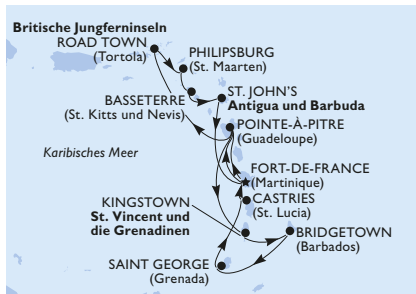 Britische Jungferninseln
ROAD TOWN
(Tortola)
PHILIPSBURG
(St. Maarten)
BASSETERRE
(St. Kitts und Nevis)
ST. JOHN'S
Antigua und Barbuda
POINTE-À-PITRE
(Guadeloupe)
Karibisches Meer
FORT-DE-FRANCE
(Martinique)
CASTRIES
(St. Lucia)
KINGSTOWN
St. Vincent und
die Grenadinen
BRIDGETOWN
(Barbados)
SAINT GEORGE
(Grenada)